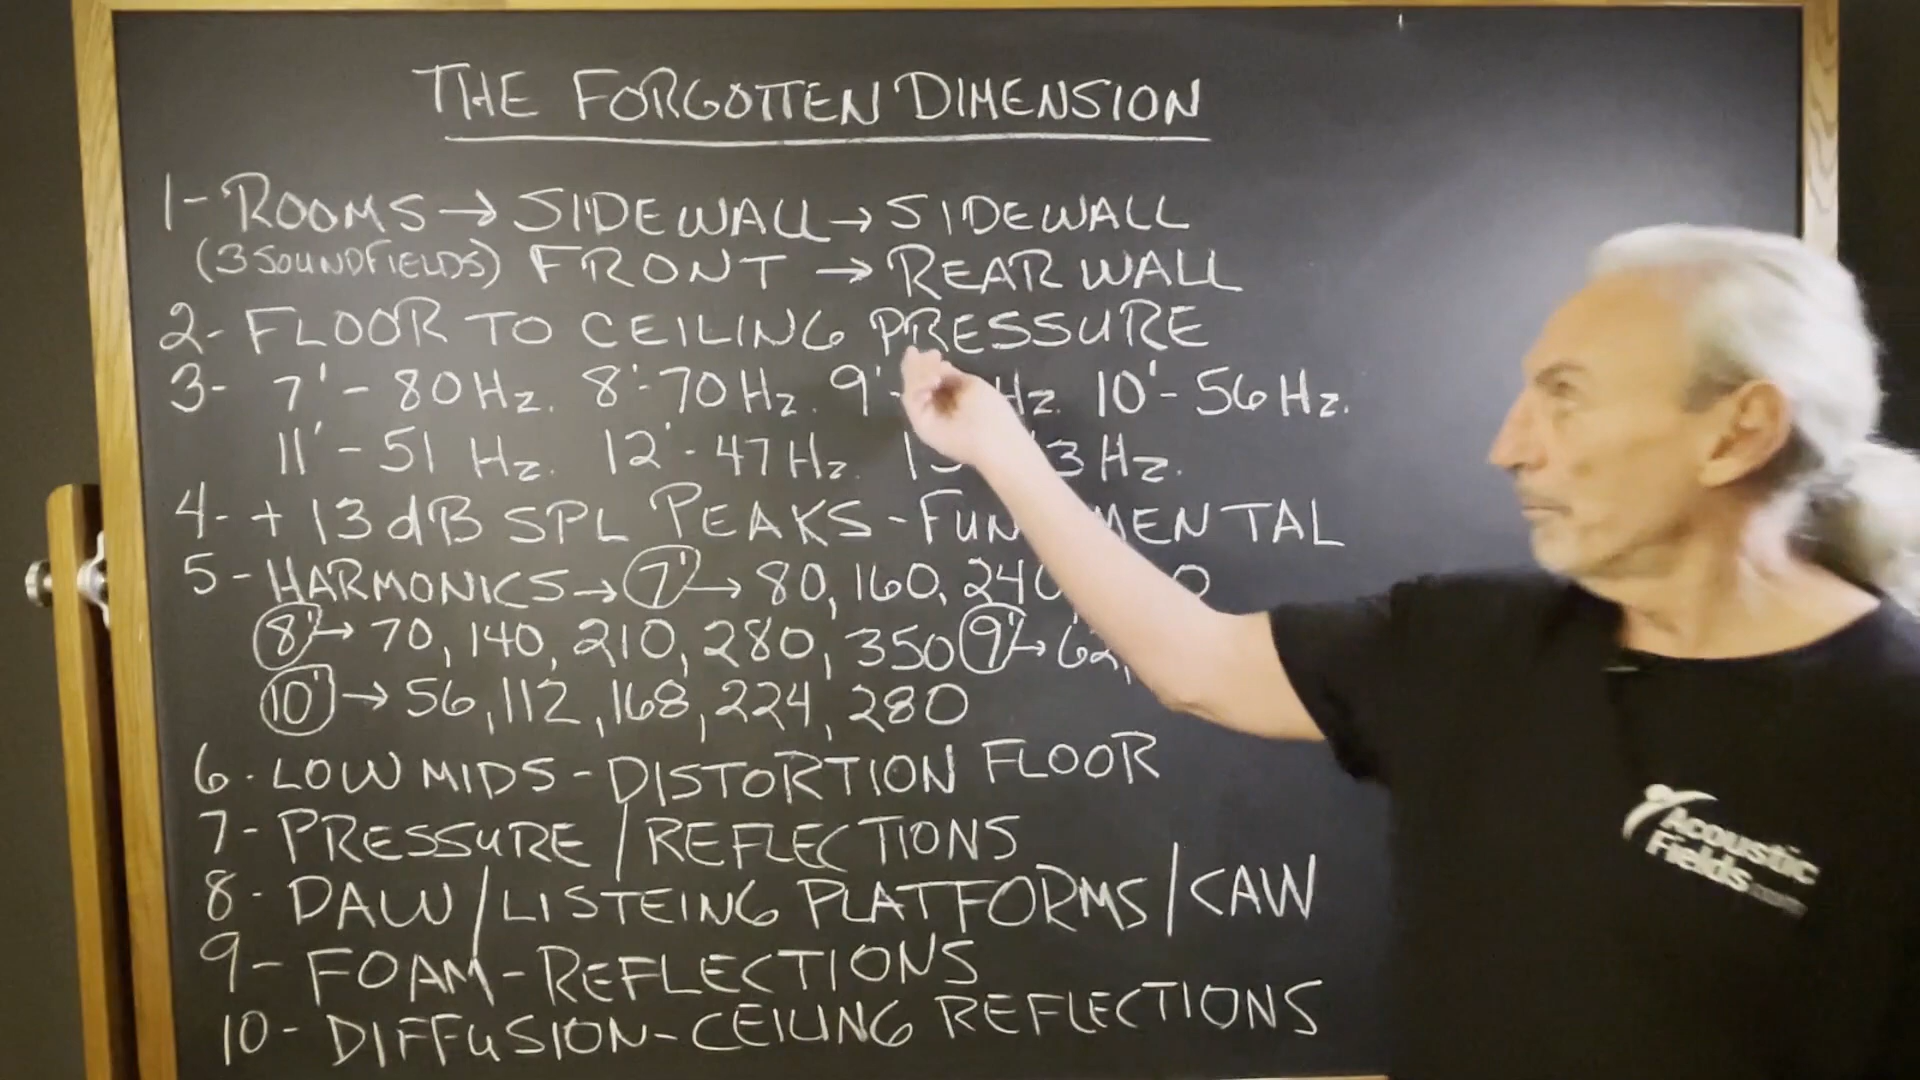 THE FORGOTTEN DIMENSION
1- ROOMS → SIDEWALL → SIDEWALL
(3 SOUNDFIELDS) FRONT → REAR WALL
2- FLOOR TO CEILING PRESSURE
3- 7' - 80 Hz. 8'-70 Hz. 9'- Hz. 10'- 56 Hz.
11' - 51 Hz. 12' - 47 Hz. 3 Hz.
4- + 13 dB SPL PEAKS - FUN MENTAL
5 - HARMONICS → 7' → 80, 160, 240
8' → 70, 140, 210, 280, 350 9' → 62,
10' → 56, 112, 168, 224, 280
6 - LOW MIDS - DISTORTION FLOOR
7 - PRESSURE / REFLECTIONS
8 - DAW / LISTEING PLATFORMS / CAW
9 - FOAM - REFLECTIONS
10 - DIFFUSION - CEILING REFLECTIONS
Acoustic
Fields.com